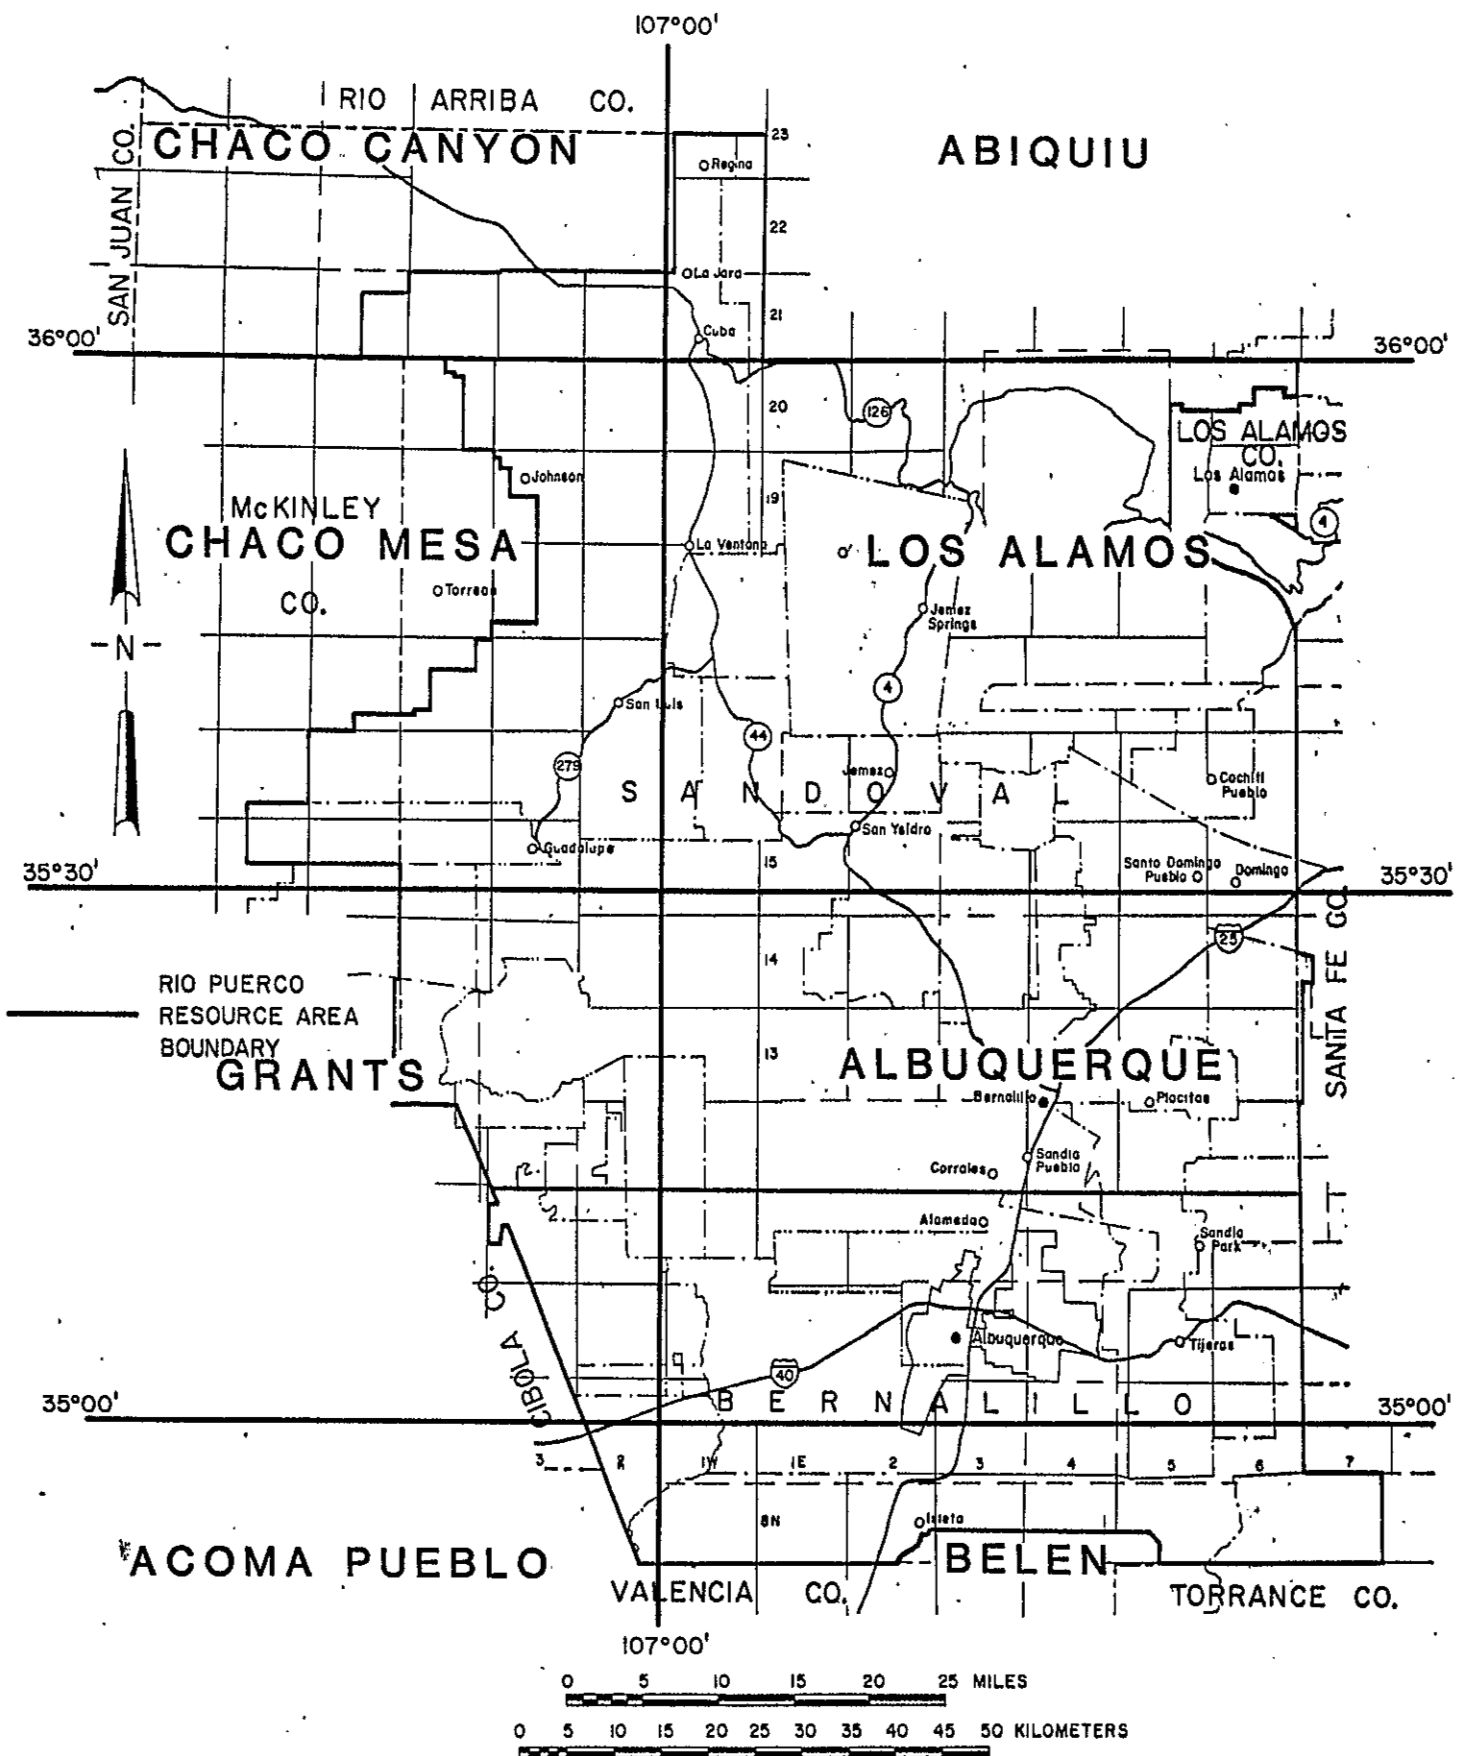 107°00'
RIO ARRIBA CO.
CHACO CANYON
ABIQUIU
SAN JUAN CO.
23
Regina
22
La Jara
21
Cuba
36°00'
36°00'
20
126
LOS ALAMOS
CO.
Los Alamos
Johnson
19
4
McKINLEY
CHACO MESA
CO.
La Ventana
LOS ALAMOS
Torreon
Jemez
Springs
N
4
San Luis
44
279
Jemez
Cochiti
Pueblo
S A N D O V A
San Ysidro
Guadalupe
15
Santo Domingo
Pueblo
Domingo
35°30'
35°30'
25
SANTA FE CO.
14
RIO PUERCO
RESOURCE AREA
BOUNDARY
13
GRANTS
ALBUQUERQUE
Bernalillo
Placitas
Sandia
Pueblo
Corrales
Alameda
Sandia
Park
CIBOLA CO.
Albuquerque
Tijeras
40
B E R N A L I L L O
35°00'
35°00'
3 2 1W 1E 2 3 4 5 6 7
R
8N
Isleta
ACOMA PUEBLO
BELEN
VALENCIA CO.
TORRANCE CO.
107°00'
0 5 10 15 20 25 MILES
0 5 10 15 20 25 30 35 40 45 50 KILOMETERS